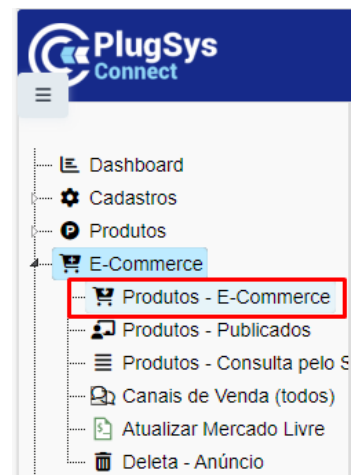 PlugSys
Connect
Dashboard
Cadastros
Produtos
E-Commerce
Produtos - E-Commerce
Produtos - Publicados
Produtos - Consulta pelo S
Canais de Venda (todos)
Atualizar Mercado Livre
Deleta - Anúncio